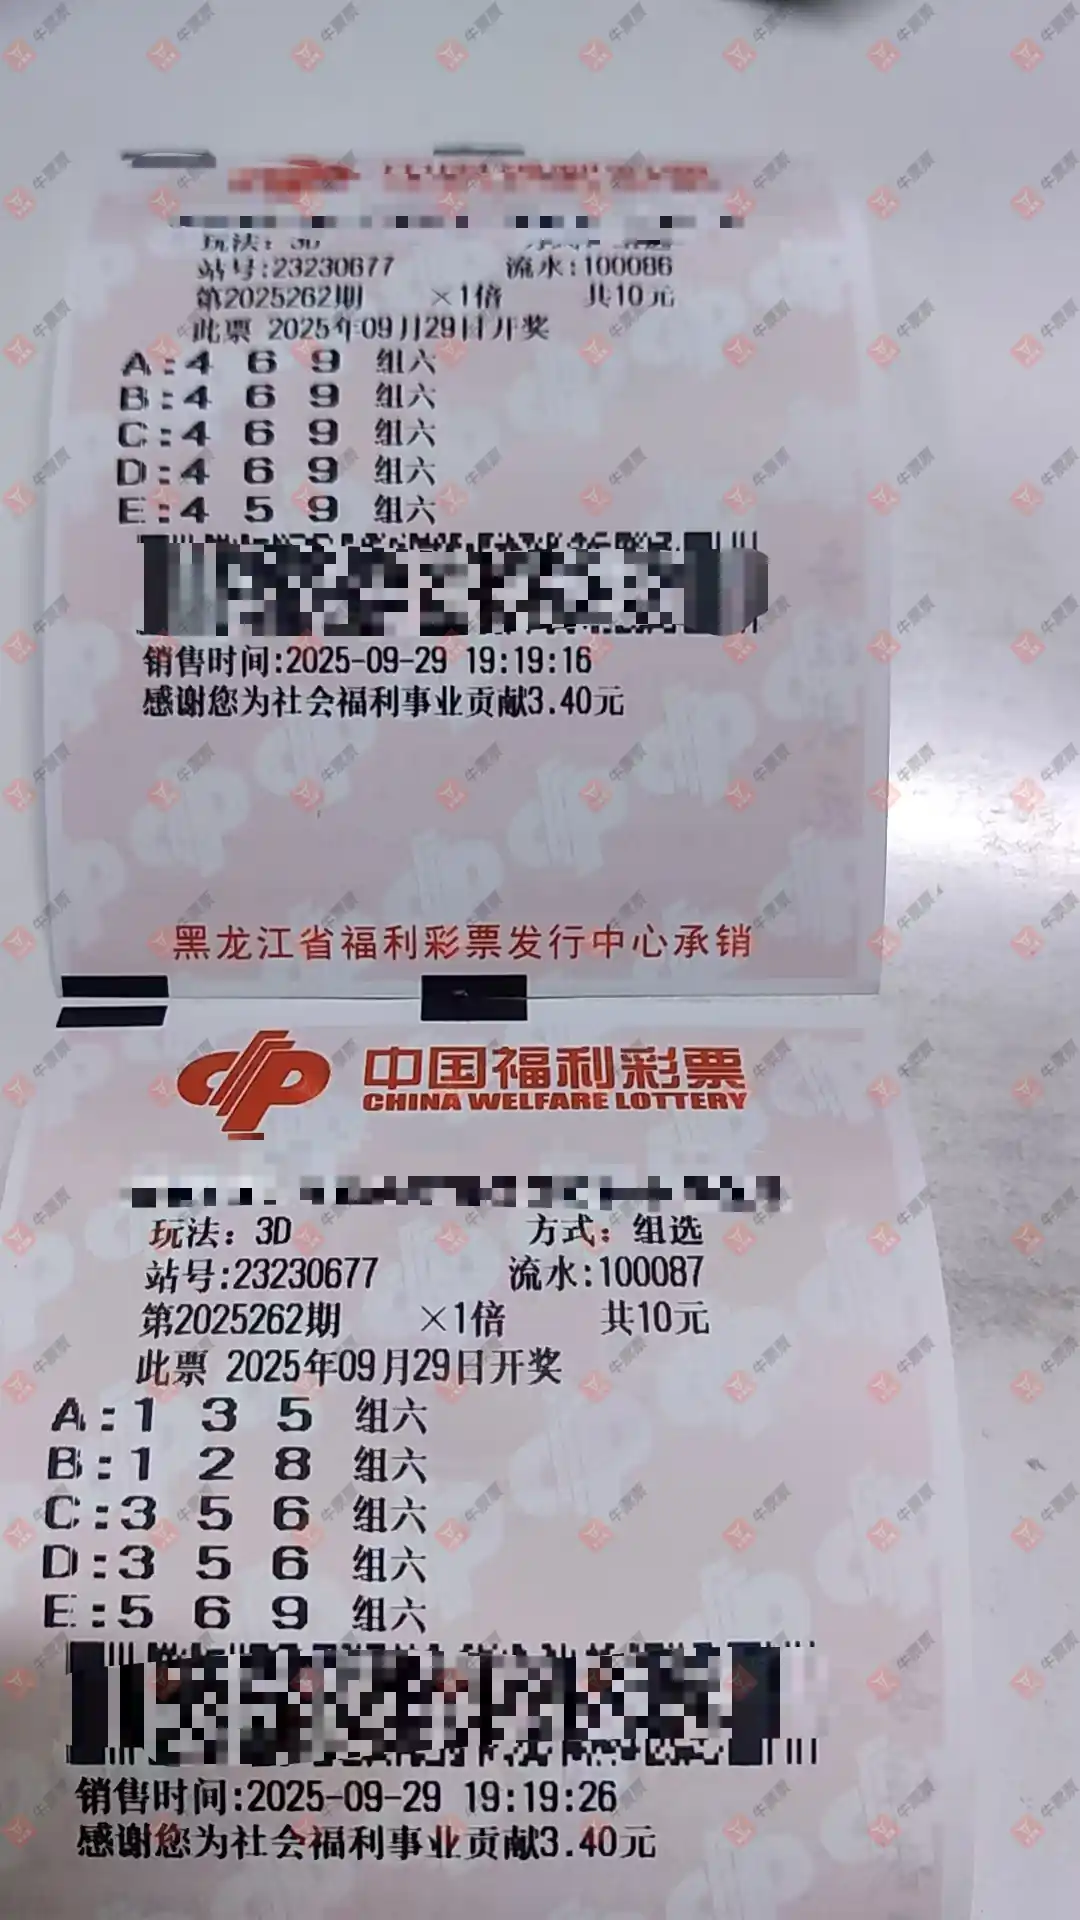 玩法: 3D
站号:23230677 流水:100086
第2025262期 ×1倍 共10元
此票 2025年09月29日开奖
A:4 6 9 组六
B:4 6 9 组六
C:4 6 9 组六
D:4 6 9 组六
E:4 5 9 组六
销售时间:2025-09-29 19:19:16
感谢您为社会福利事业贡献3.40元
黑龙江省福利彩票发行中心承销
中国福利彩票
CHINA WELFARE LOTTERY
玩法: 3D 方式: 组选
站号:23230677 流水:100087
第2025262期 ×1倍 共10元
此票 2025年09月29日开奖
A:1 3 5 组六
B:1 2 8 组六
C:3 5 6 组六
D:3 5 6 组六
E:5 6 9 组六
销售时间:2025-09-29 19:19:26
感谢您为社会福利事业贡献3.40元
牛票票